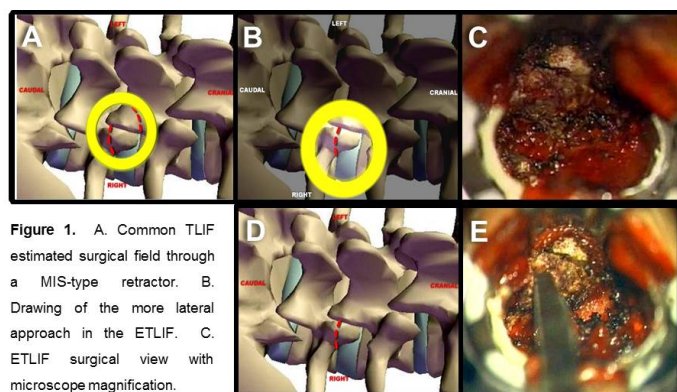 A
LEFT
CAUDAL
CRANIAL
RIGHT
B
LEFT
CAUDAL
CRANIAL
RIGHT
C
Figure 1. A. Common TLIF
estimated surgical field through
a MIS-type retractor. B.
Drawing of the more lateral
approach in the ETLIF. C.
ETLIF surgical view with
microscope magnification.
D
LEFT
CAUDAL
CRANIAL
RIGHT
E